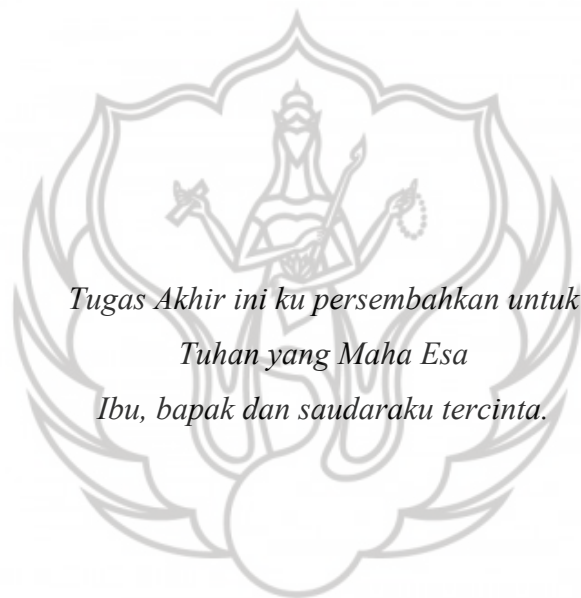 Tugas Akhir ini ku persembahkan untuk
Tuhan yang Maha Esa
Ibu, bapak dan saudaraku tercinta.